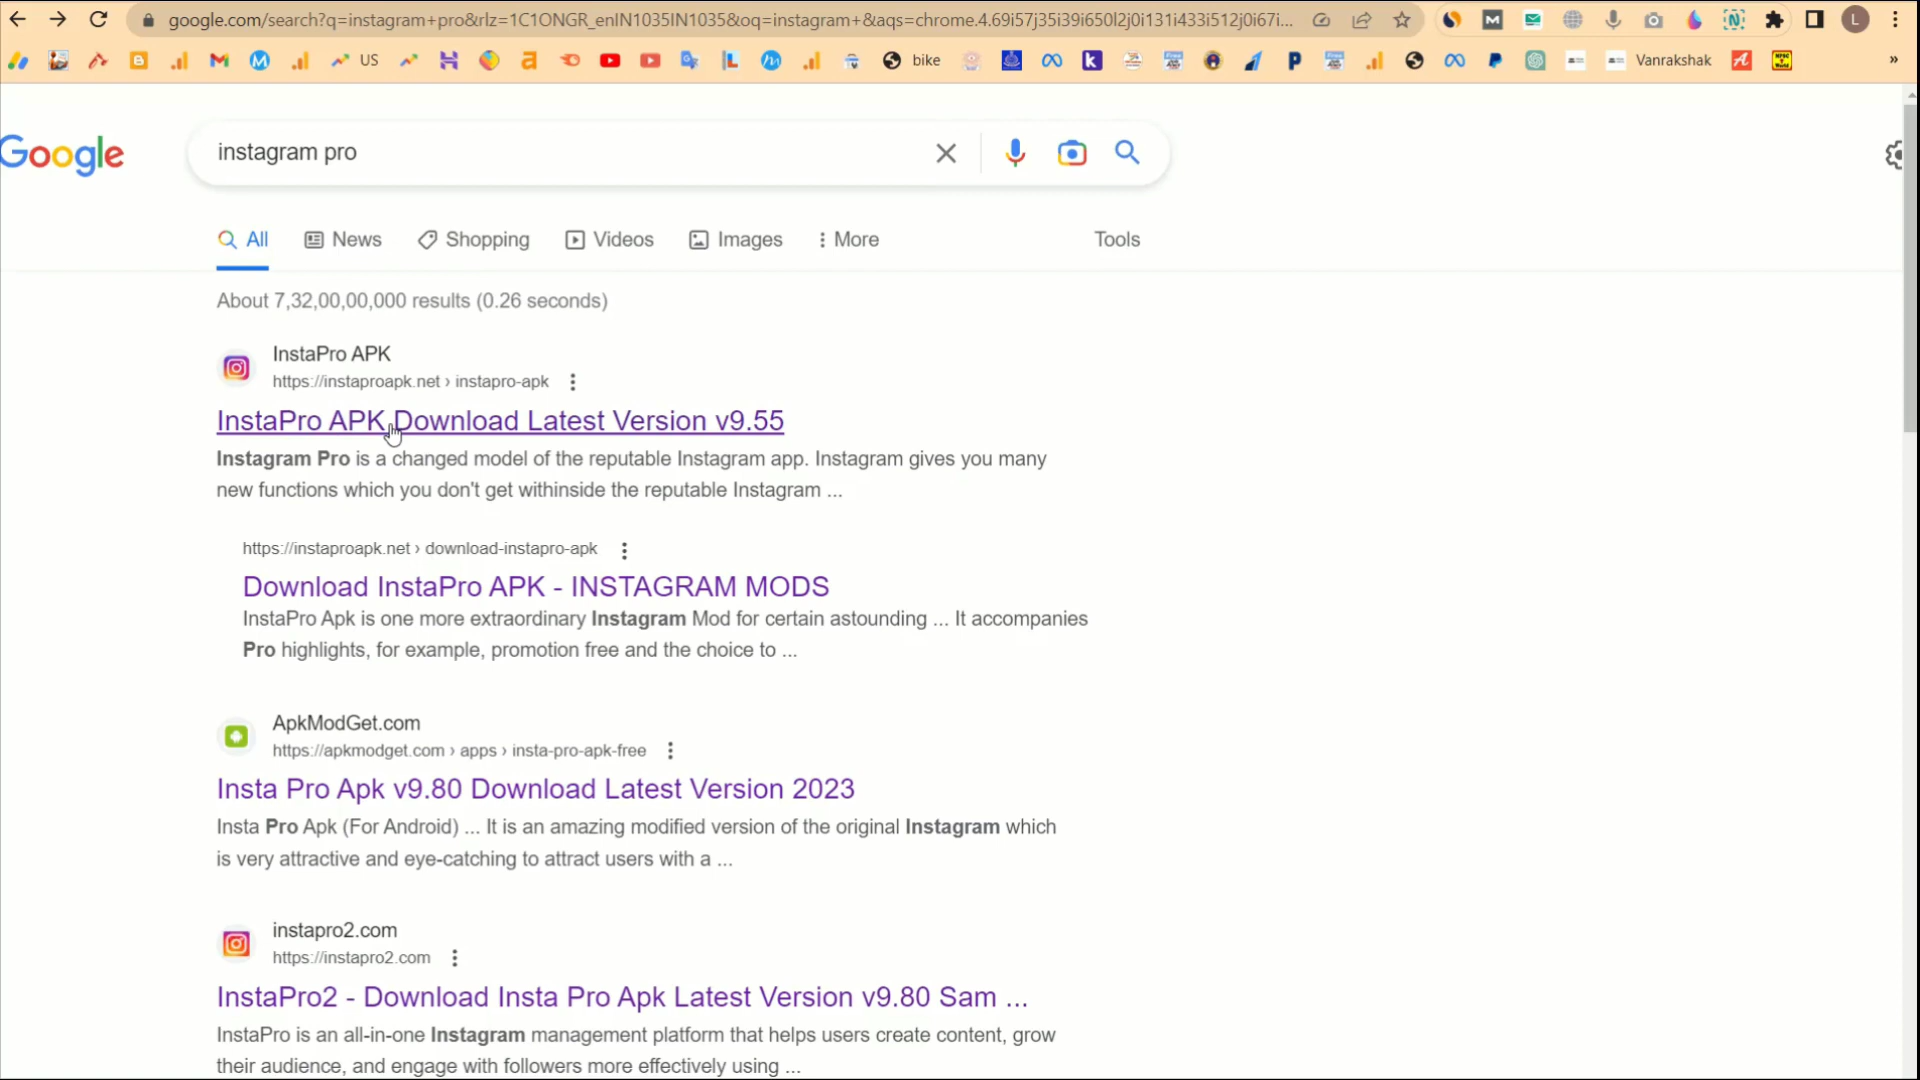 google.com/search?q=instagram+pro&rlz=1C1ONGR_enIN1035IN1035&oq=instagram+&aqs=chrome.4.69i57j35i39i650l2j0i131i433i512j0i67i...
L
US
bike
Vanrakshak
»
Google
instagram pro
All News Shopping Videos Images More Tools
About 7,32,00,00,000 results (0.26 seconds)
InstaPro APK
https://instaproapk.net › instapro-apk
InstaPro APK Download Latest Version v9.55
Instagram Pro is a changed model of the reputable Instagram app. Instagram gives you many
new functions which you don't get withinside the reputable Instagram ...
https://instaproapk.net › download-instapro-apk
Download InstaPro APK - INSTAGRAM MODS
InstaPro Apk is one more extraordinary Instagram Mod for certain astounding ... It accompanies
Pro highlights, for example, promotion free and the choice to ...
ApkModGet.com
https://apkmodget.com › apps › insta-pro-apk-free
Insta Pro Apk v9.80 Download Latest Version 2023
Insta Pro Apk (For Android) ... It is an amazing modified version of the original Instagram which
is very attractive and eye-catching to attract users with a ...
instapro2.com
https://instapro2.com
InstaPro2 - Download Insta Pro Apk Latest Version v9.80 Sam ...
InstaPro is an all-in-one Instagram management platform that helps users create content, grow
their audience, and engage with followers more effectively using ...